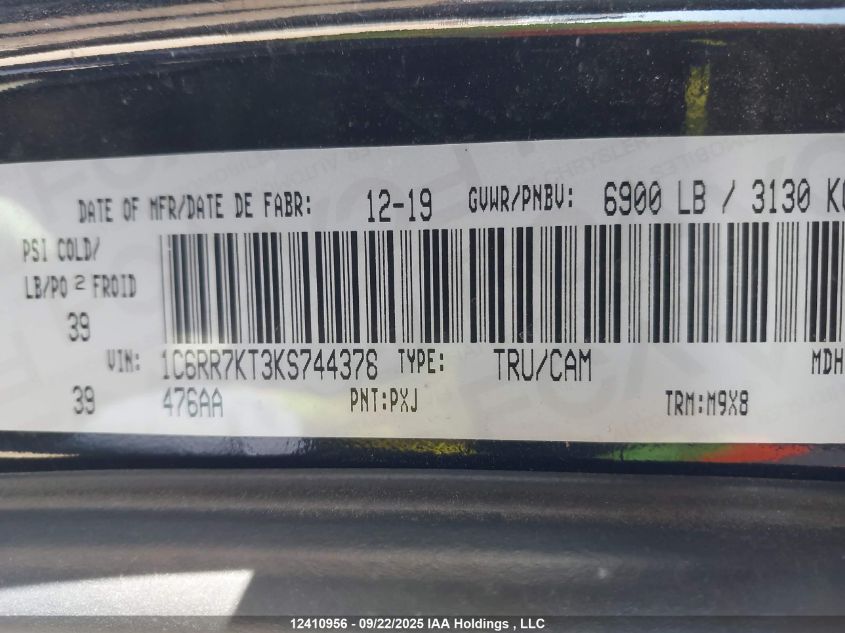 DATE OF MFR/DATE DE FABR: 12-19 GVWR/PNBV: 6900 LB / 3130 KG
PSI COLD/
LB/PO 2 FROID
39
VIN: 1C6RR7KT3KS744376 TYPE: TRU/CAM MDH
39 476AA PNT:PXJ TRM:M9X8
12410956 - 09/22/2025 IAA Holdings , LLC